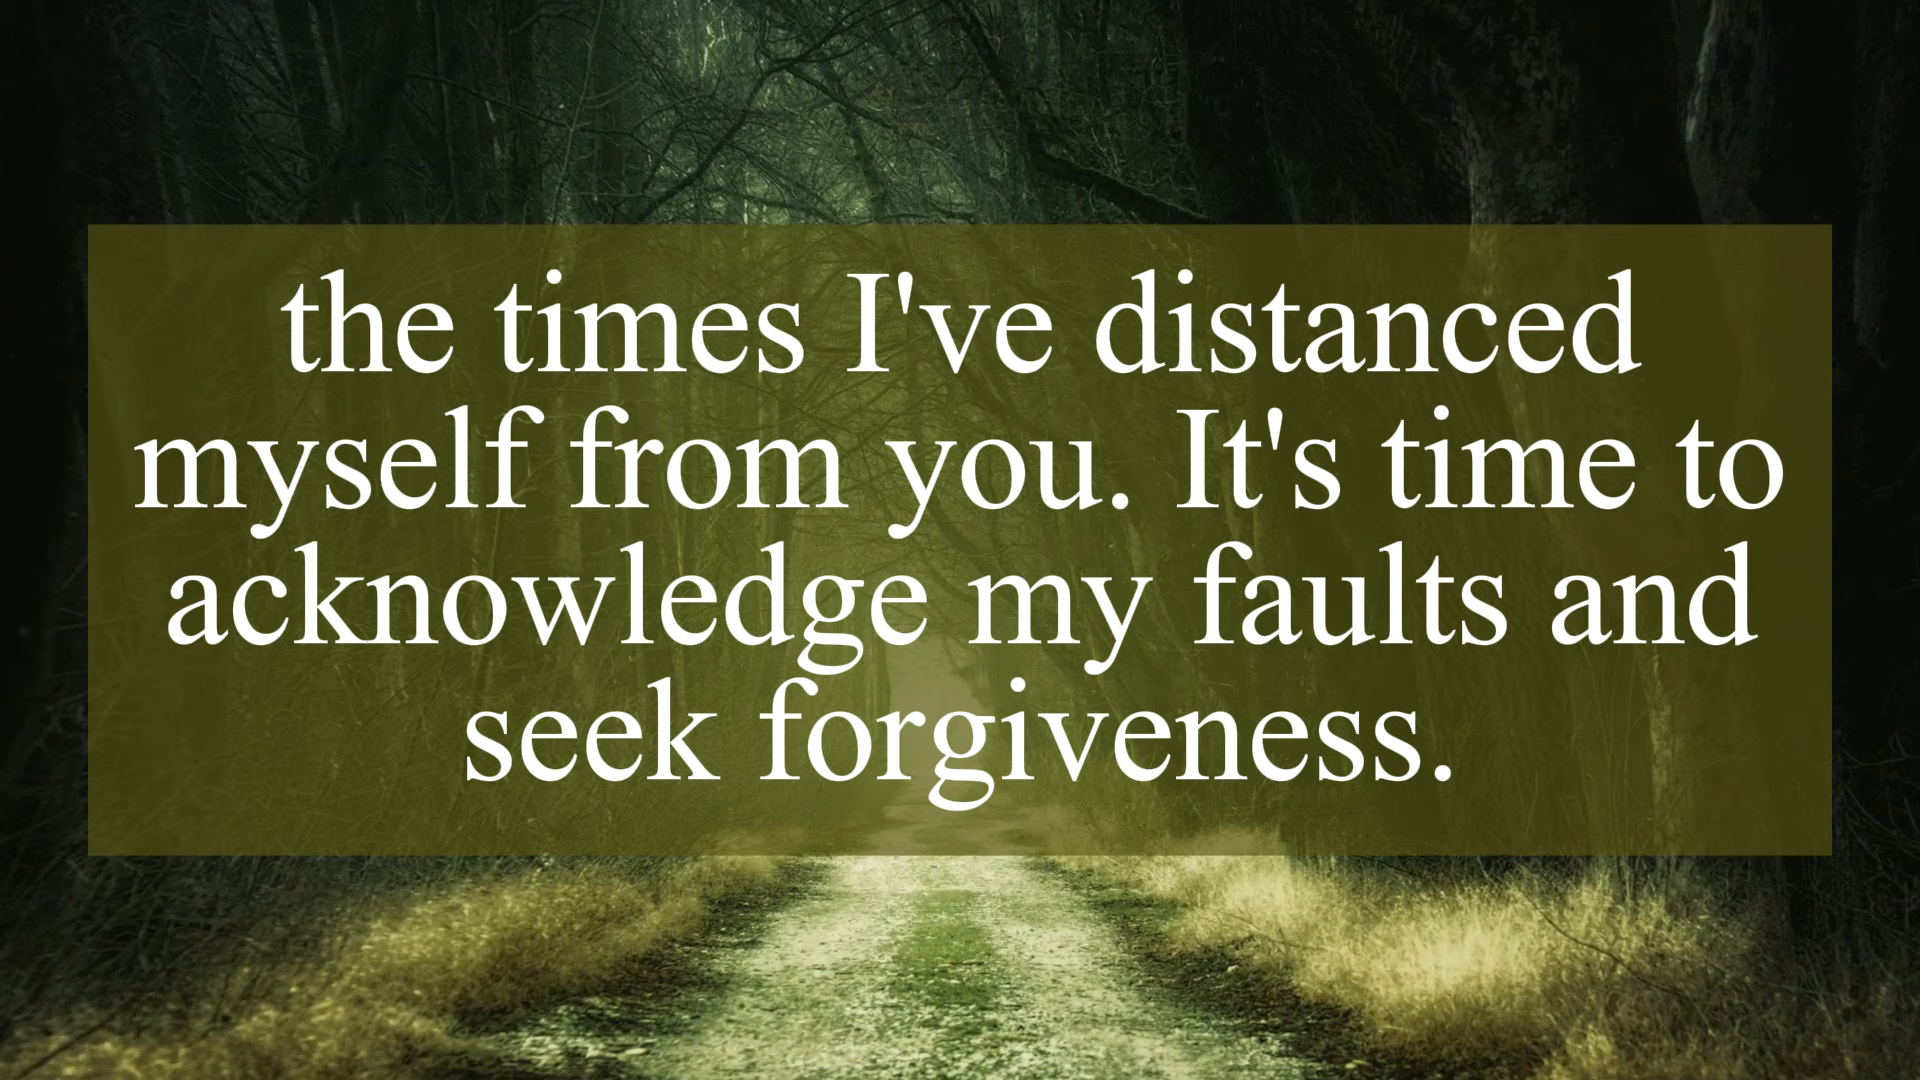 the times I've distanced
myself from you. It's time to
acknowledge my faults and
seek forgiveness.